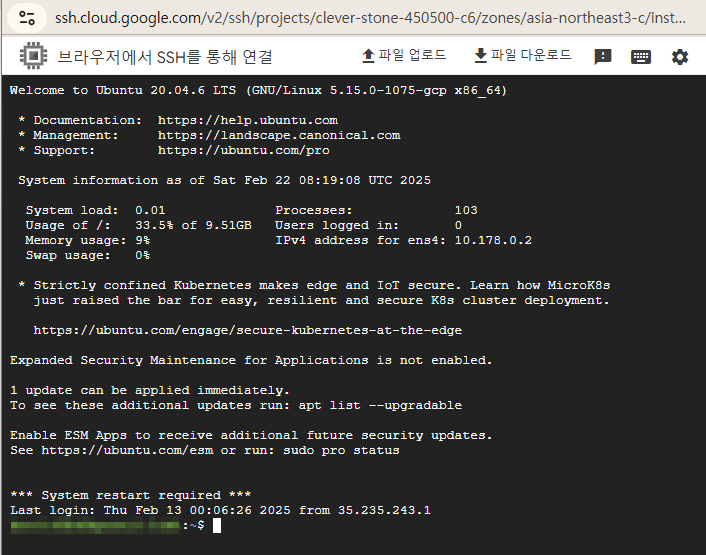 ssh.cloud.google.com/v2/ssh/projects/clever-stone-450500-c6/zones/asia-northeast3-c/inst...
브라우저에서 SSH를 통해 연결 파일 업로드 파일 다운로드
Welcome to Ubuntu 20.04.6 LTS (GNU/Linux 5.15.0-1075-gcp x86_64)
* Documentation: https://help.ubuntu.com
* Management: https://landscape.canonical.com
* Support: https://ubuntu.com/pro
System information as of Sat Feb 22 08:19:08 UTC 2025
System load: 0.01 Processes: 103
Usage of /: 33.5% of 9.51GB Users logged in: 0
Memory usage: 9% IPv4 address for ens4: 10.178.0.2
Swap usage: 0%
* Strictly confined Kubernetes makes edge and IoT secure. Learn how MicroK8s
just raised the bar for easy, resilient and secure K8s cluster deployment.
https://ubuntu.com/engage/secure-kubernetes-at-the-edge
Expanded Security Maintenance for Applications is not enabled.
1 update can be applied immediately.
To see these additional updates run: apt list --upgradable
Enable ESM Apps to receive additional future security updates.
See https://ubuntu.com/esm or run: sudo pro status
*** System restart required ***
Last login: Thu Feb 13 00:06:26 2025 from 35.235.243.1
:~$